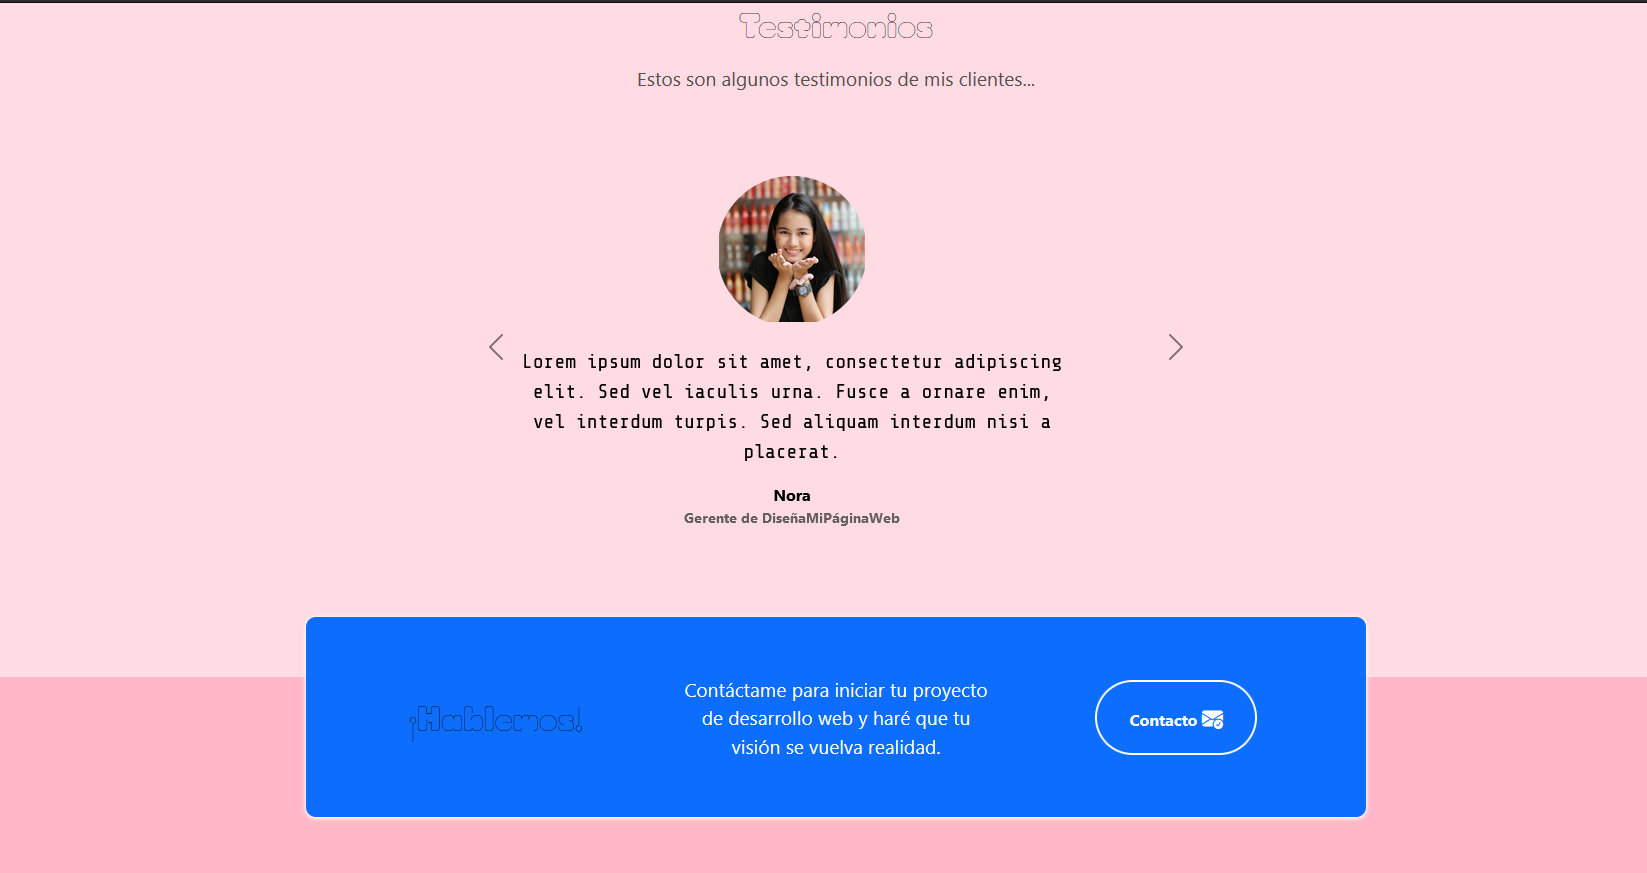 Testimonios
Estos son algunos testimonios de mis clientes...
Lorem ipsum dolor sit amet, consectetur adipiscing
elit. Sed vel iaculis urna. Fusce a ornare enim,
vel interdum turpis. Sed aliquam interdum nisi a
placerat.
Nora
Gerente de DiseñaMiPáginaWeb
¡Hablemos!
Contáctame para iniciar tu proyecto
de desarrollo web y haré que tu
visión se vuelva realidad.
Contacto